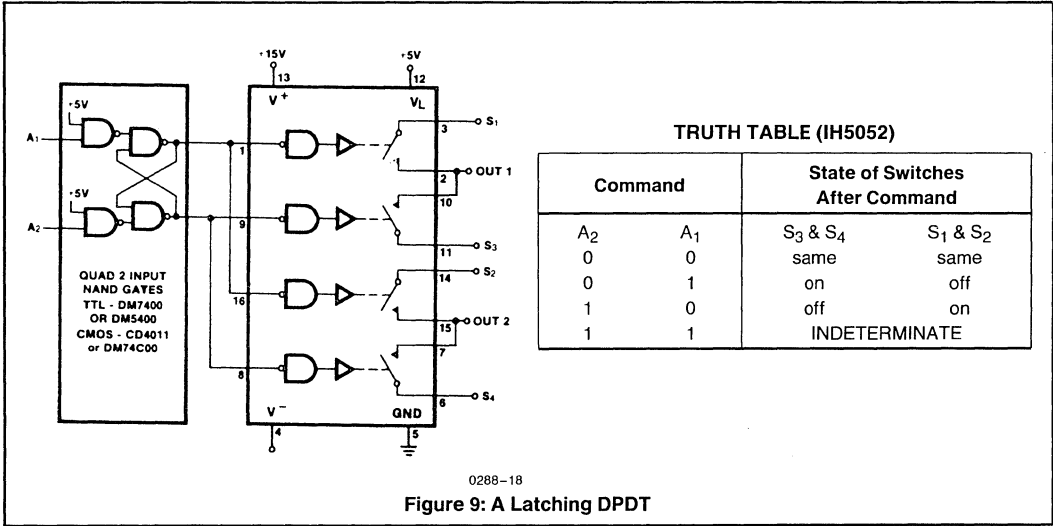 +15V
+5V
13
12
V+
VL
+5V
A1
1
3
S1
2
OUT 1
10
+5V
A2
9
11
S3
14
S2
16
15
OUT 2
7
8
6
S4
QUAD 2 INPUT
NAND GATES
TTL - DM7400
OR DM5400
CMOS - CD4011
or DM74C00
V−
GND
4
5
TRUTH TABLE (IH5052)
Command State of Switches
After Command
A2 A1 S3 & S4 S1 & S2
0 0 same same
0 1 on off
1 0 off on
1 1 INDETERMINATE
0288–18
Figure 9: A Latching DPDT